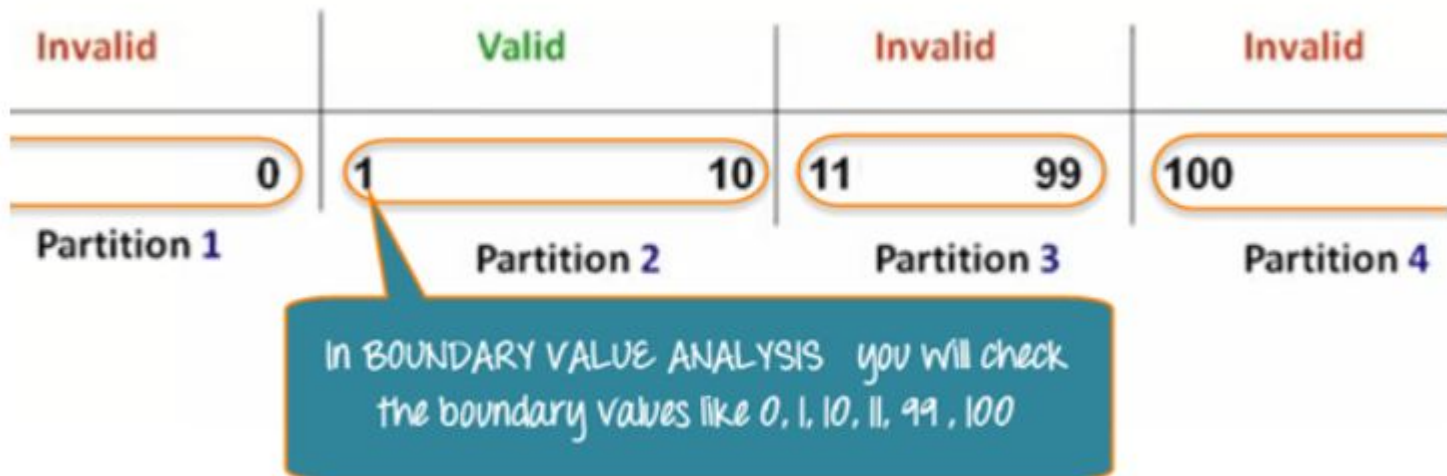 Invalid Valid Invalid Invalid
0 1 10 11 99 100
Partition 1 Partition 2 Partition 3 Partition 4
In BOUNDARY VALUE ANALYSIS you will check
the boundary values like 0, 1, 10, 11, 99 , 100